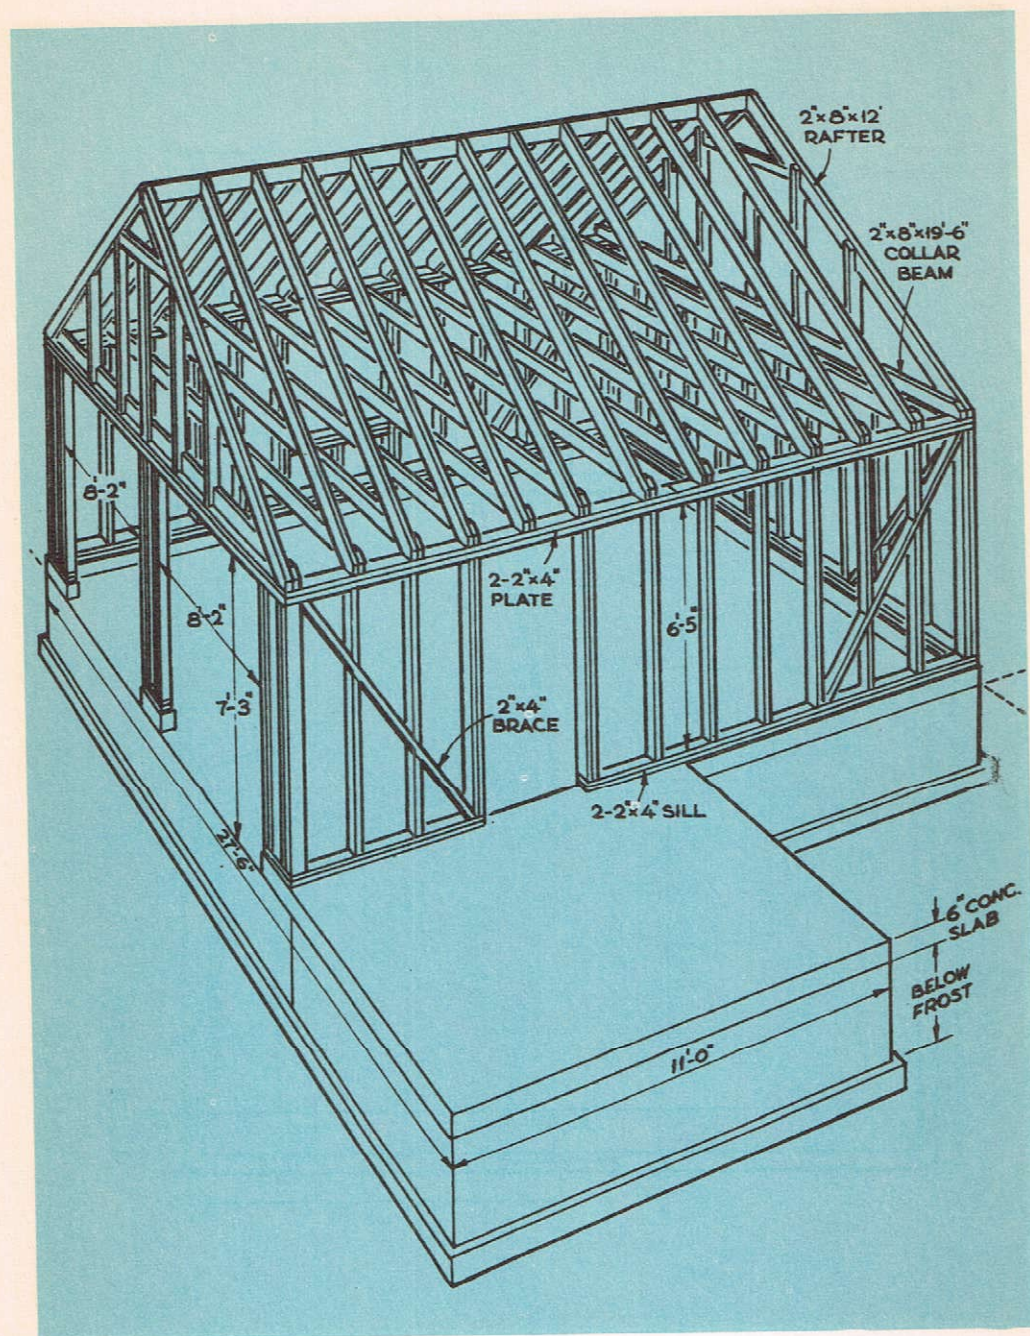 2"x8"x12'
RAFTER
2"x8"x19'-6"
COLLAR
BEAM
8'-2"
2-2"x4"
PLATE
8'-2"
6'-5"
7'-3"
2"x4"
BRACE
2-2"x4" SILL
27'-6"
6" CONC.
SLAB
BELOW
FROST
11'-0"